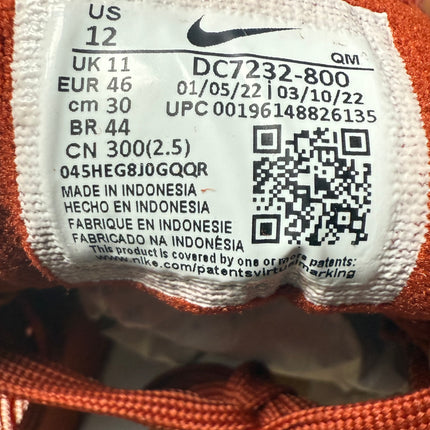 US
12
QM
UK 11
DC7232-800
EUR 46
01/05/22 | 03/10/22
cm 30
UPC 00196148826135
BR 44
CN 300(2.5)
045HEG8J0GQQR
MADE IN INDONESIA
HECHO EN INDONESIA
FABRIQUE EN INDONESIE
FABRICADO NA INDONÉSIA
This product is covered by one or more patents:
www.nike.com/patentsvirtualmarking